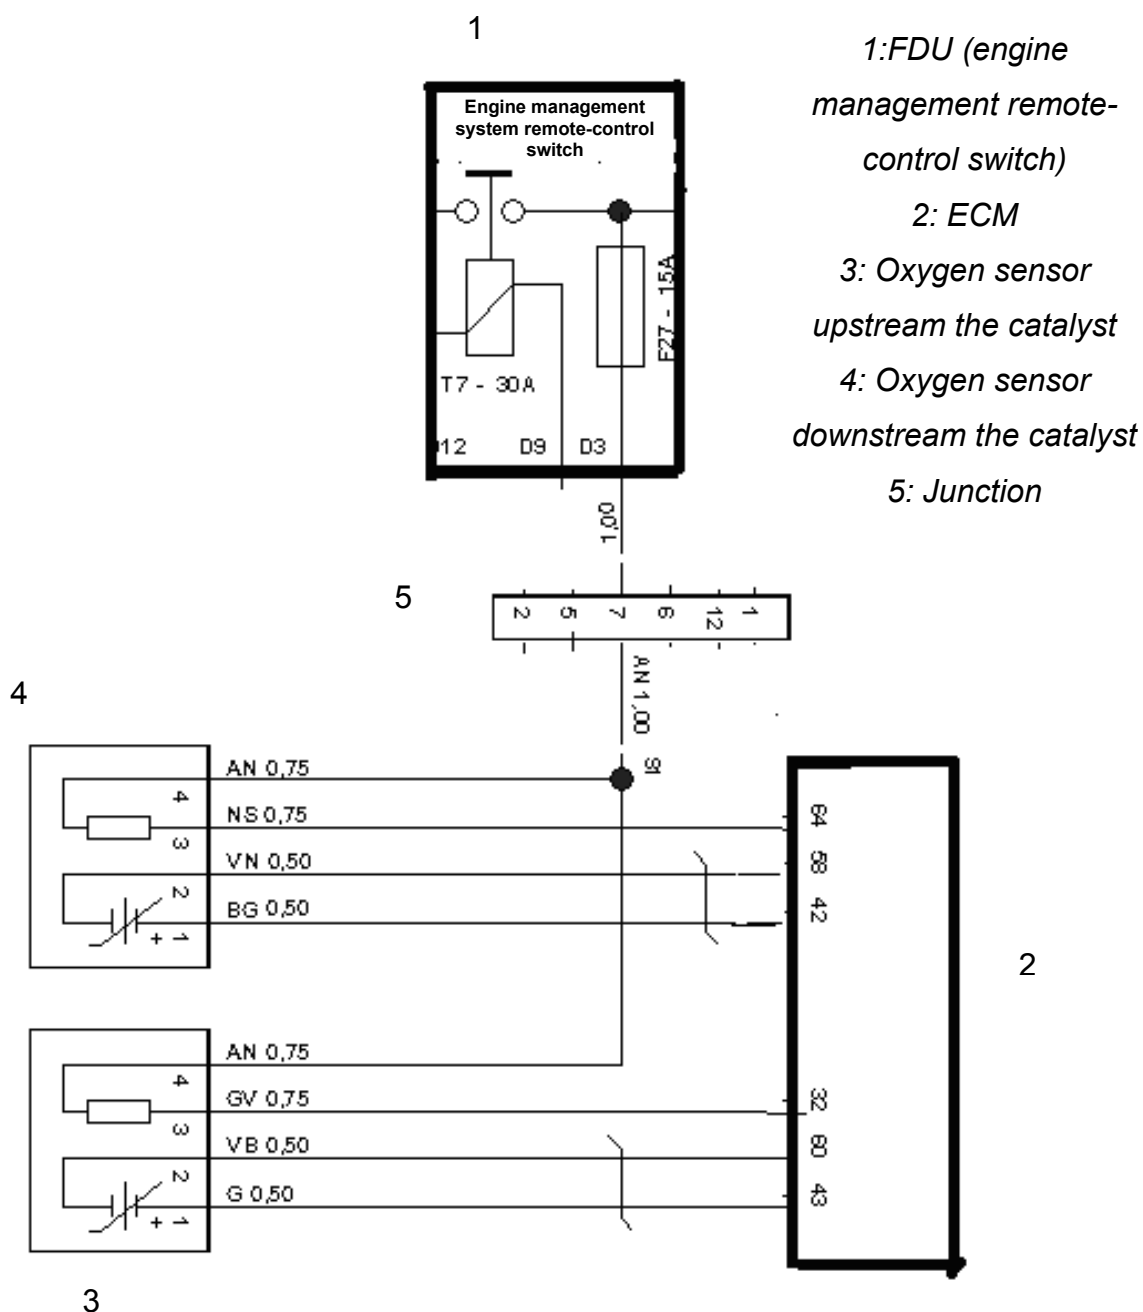 1
1:FDU (engine
management remote-
control switch)
2: ECM
3: Oxygen sensor
upstream the catalyst
4: Oxygen sensor
downstream the catalyst
5: Junction
Engine management
system remote-control
switch
F27 - 15A
T7 - 30A
D9
D3
1,00
5
2
5
7
6
12
1
AN 1,00
S1
4
AN 0,75
NS 0,75
VN 0,50
BG 0,50
4
3
2
+ 1
64
58
42
2
AN 0,75
GV 0,75
VB 0,50
G 0,50
4
3
2
+ 1
32
60
43
3